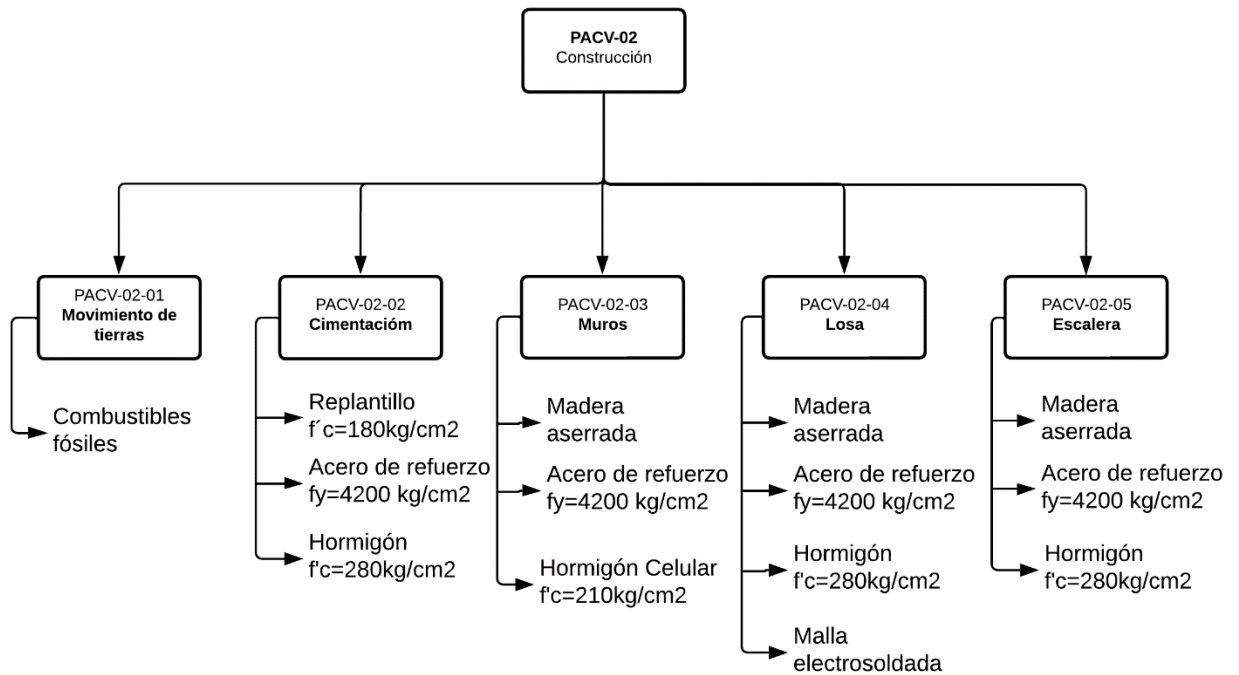 PACV-02
Construcción
PACV-02-01
Movimiento de
tierras
Combustibles
fósiles
PACV-02-02
Cimentacióm
Replantillo
f´c=180kg/cm2
Acero de refuerzo
fy=4200 kg/cm2
Hormigón
f'c=280kg/cm2
PACV-02-03
Muros
Madera
aserrada
Acero de refuerzo
fy=4200 kg/cm2
Hormigón Celular
f'c=210kg/cm2
PACV-02-04
Losa
Madera
aserrada
Acero de refuerzo
fy=4200 kg/cm2
Hormigón
f'c=280kg/cm2
Malla
electrosoldada
PACV-02-05
Escalera
Madera
aserrada
Acero de refuerzo
fy=4200 kg/cm2
Hormigón
f'c=280kg/cm2